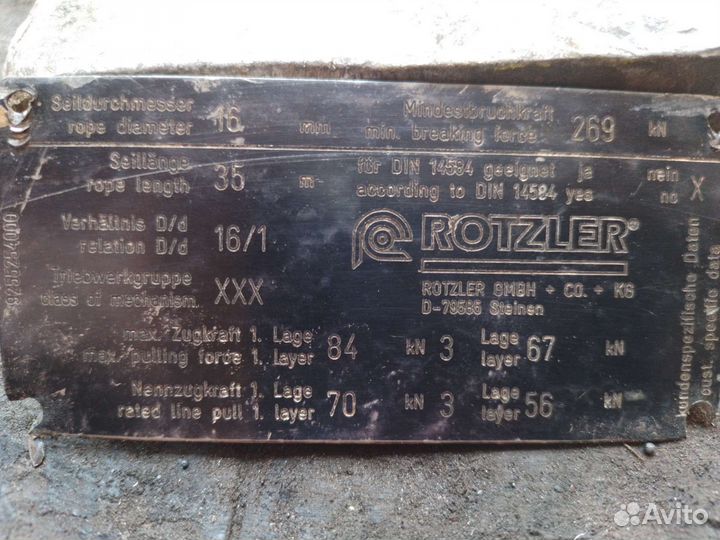 Seildurchmesser
rope diameter 16 mm
Mindestbruchkraft
min. breaking force 269 kN
Seillänge
rope length 35 m
für DIN 14584 geeignet ja nein
according to DIN 14584 yes no X
Verhältnis D/d
relation D/d 16/1
ROTZLER®
Triebwerkgruppe
class of mechanism. XXX
ROTZLER GMBH + CO. + KG
D-79585 Steinen
max. Zugkraft 1. Lage
max. pulling force 1. layer 84 kN 3 Lage layer 67 kN
Nennzugkraft 1. Lage
rated line pull 1. layer 70 kN 3 Lage layer 56 kN
kundenspezifische Daten
cust. specific data
Avito